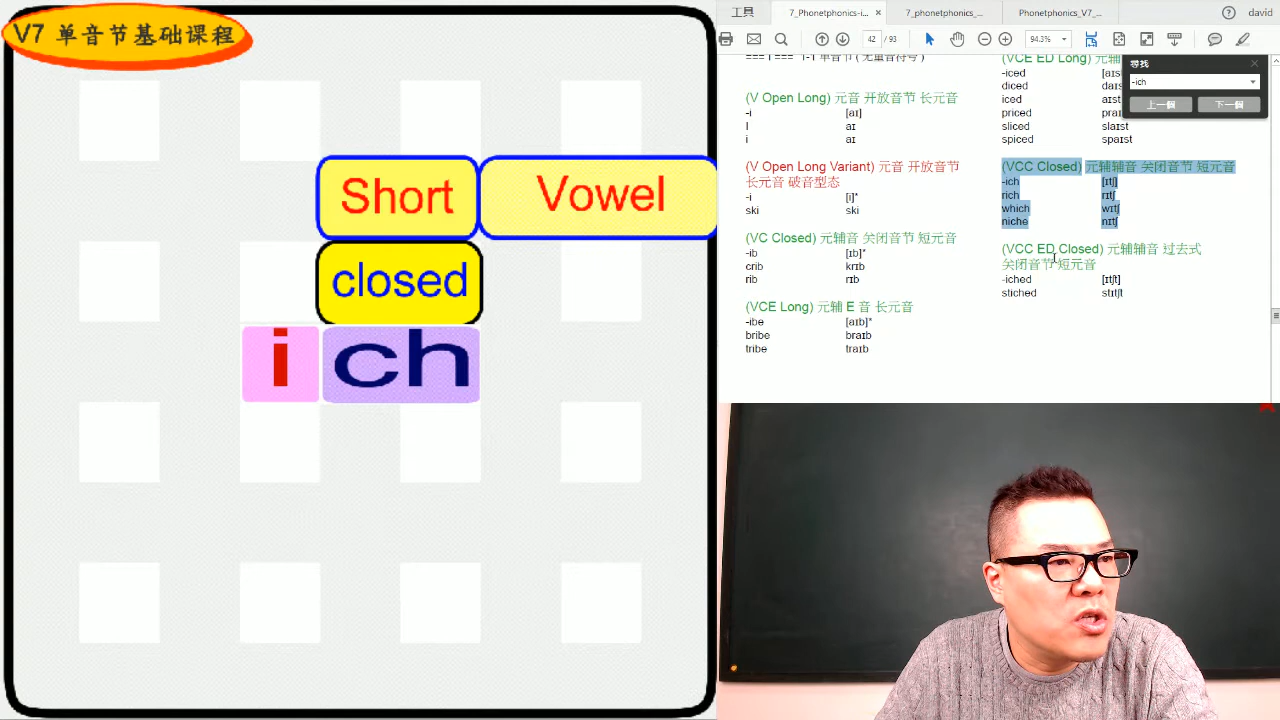 V7 单音节基础课程
Short
Vowel
closed
i
ch
工具
7_Phonetphonics-i...
×
7_phonetphonics_...
Phonetphonics_V7_...
david
42
/ 93
94.3%
(V Open Long) 元音 开放音节 长元音
-i [aɪ]
I aɪ
i aɪ
(V Open Long Variant) 元音 开放音节
长元音 破音型态
-i [i]*
ski ski
(VC Closed) 元辅音 关闭音节 短元音
-ib [ɪb]*
crib krɪb
rib rɪb
(VCE Long) 元辅 E 音 长元音
-ibe [aɪb]*
bribe braɪb
tribe traɪb
(VCE ED Long) 元辅
-iced [aɪs
diced daɪs
iced aɪst
priced praɪ
sliced slaɪst
spiced spaɪst
(VCC Closed) 元辅辅音 关闭音节 短元音
-ich [ɪtʃ]
rich rɪtʃ
which wɪtʃ
niche nɪtʃ
(VCC ED Closed) 元辅辅音 过去式
关闭音节 短元音
-iched [ɪtʃt]
stiched stɪtʃt
寻找
-ich
上一個
下一個